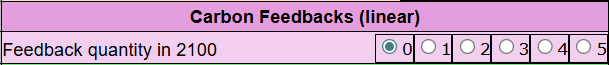 Carbon Feedbacks (linear)
Feedback quantity in 2100 0 1 2 3 4 5